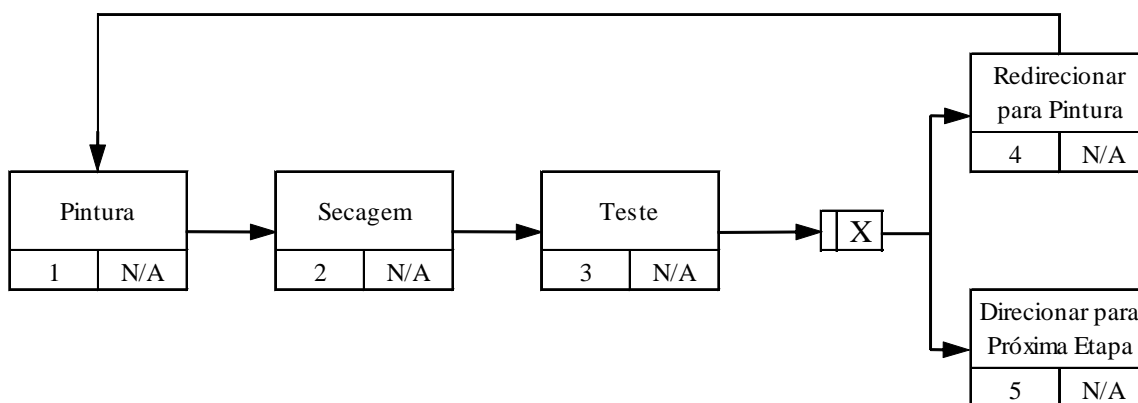 Redirecionar
para Pintura
4 N/A
Pintura
1 N/A
Secagem
2 N/A
Teste
3 N/A
X
Direcionar para
Próxima Etapa
5 N/A